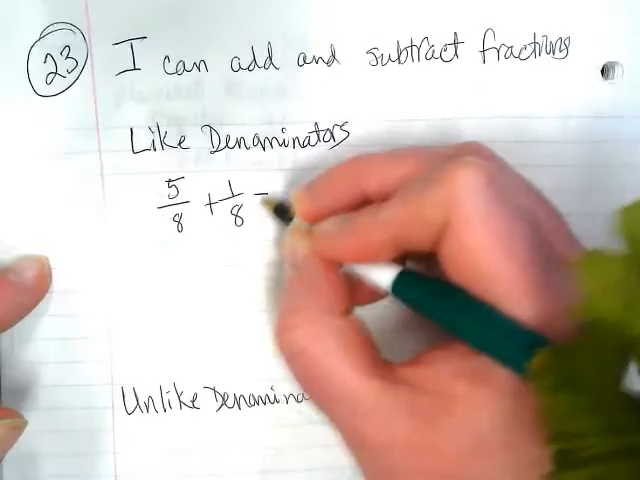 23 I can add and subtract fractions
Like Denaminators
5/8 + 1/8 =
Unlike Denamina